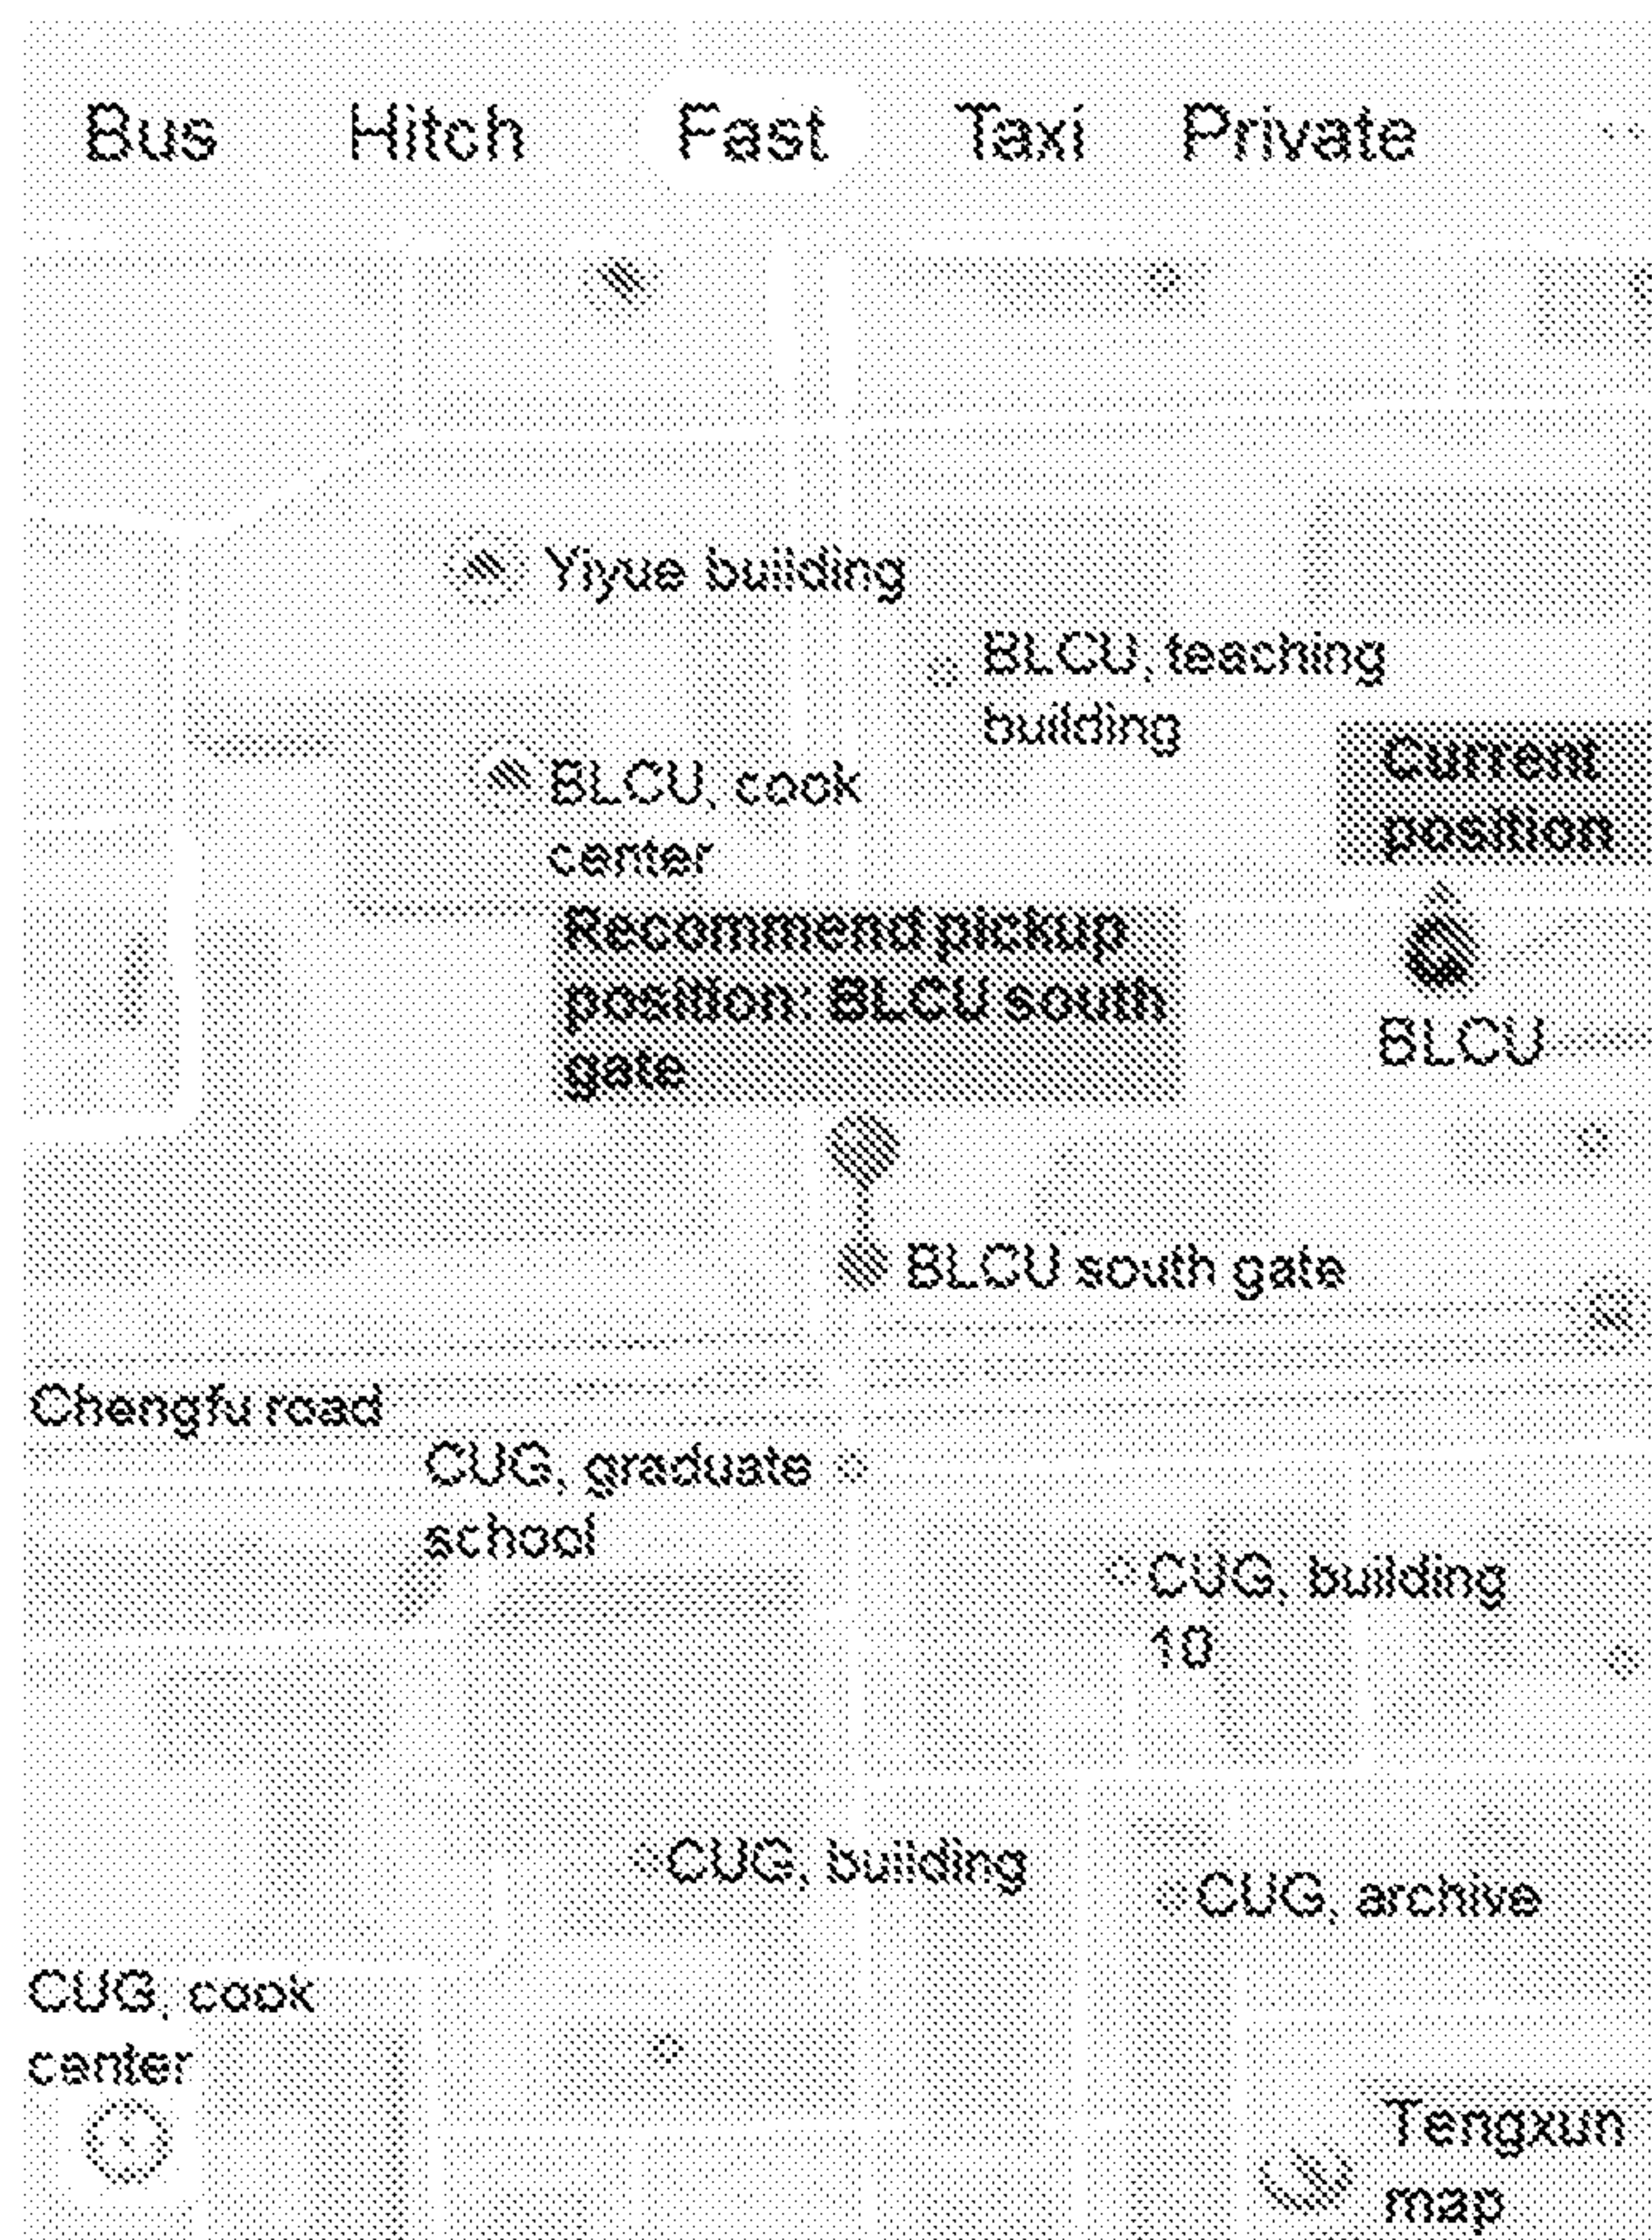 Bus Hitch Fast Taxi Private
Yiyue building
BLCU, teaching
building
Current
position
BLCU, cook
center
Recommend pickup
position: BLCU south
gate
BLCU
BLCU south gate
Chengfu road
CUG, graduate
school
CUG, building
10
CUG, building
CUG, archive
CUG, cook
center
Tengxun
map